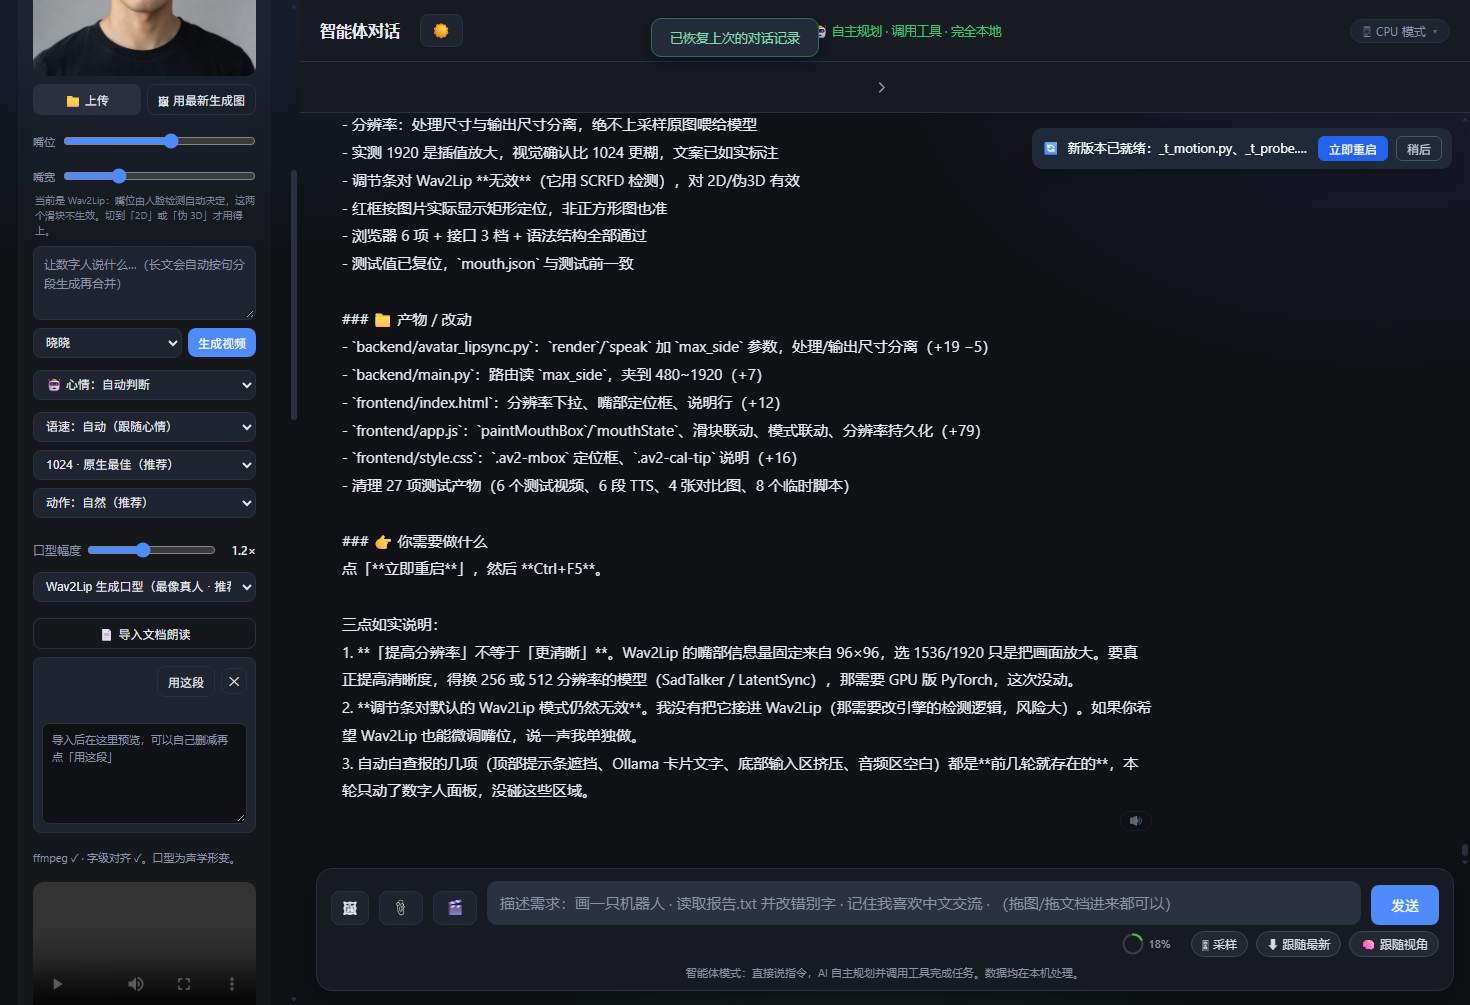 上传
用最新生成图
嘴位
嘴宽
当前是 Wav2Lip：嘴位由人脸检测自动决定，这两
个滑块不生效。切到「2D」或「伪 3D」才用得
上。
让数字人说什么...（长文会自动按句分
段生成再合并）
晓晓
生成视频
心情：自动判断
语速：自动（跟随心情）
1024 · 原生最佳（推荐）
动作：自然（推荐）
口型幅度
1.2×
Wav2Lip 生成口型（最像真人 · 推荐
导入文档朗读
用这段
导入后在这里预览，可以自己删减再
点「用这段」
ffmpeg ✓ · 字级对齐 ✓。口型为声学形变。
智能体对话
已恢复上次的对话记录
自主规划 · 调用工具 · 完全本地
CPU 模式
新版本已就绪：_t_motion.py、_t_probe....
立即重启
稍后
- 分辨率：处理尺寸与输出尺寸分离，绝不上采样原图喂给模型
- 实测 1920 是插值放大，视觉确认比 1024 更糊，文案已如实标注
- 调节条对 Wav2Lip **无效**（它用 SCRFD 检测），对 2D/伪3D 有效
- 红框按图片实际显示矩形定位，非正方形图也准
- 浏览器 6 项 + 接口 3 档 + 语法结构全部通过
- 测试值已复位，`mouth.json` 与测试前一致
### 📁 产物 / 改动
- `backend/avatar_lipsync.py`：`render`/`speak` 加 `max_side` 参数，处理/输出尺寸分离（+19 −5）
- `backend/main.py`：路由读 `max_side`，夹到 480~1920（+7）
- `frontend/index.html`：分辨率下拉、嘴部定位框、说明行（+12）
- `frontend/app.js`：`paintMouthBox`/`mouthState`、滑块联动、模式联动、分辨率持久化（+79）
- `frontend/style.css`：`.av2-mbox` 定位框、`.av2-cal-tip` 说明（+16）
- 清理 27 项测试产物（6 个测试视频、6 段 TTS、4 张对比图、8 个临时脚本）
### 👉 你需要做什么
点「**立即重启**」，然后 **Ctrl+F5**。
三点如实说明：
1. **「提高分辨率」不等于「更清晰」**。Wav2Lip 的嘴部信息量固定来自 96×96，选 1536/1920 只是把画面放大。要真
正提高清晰度，得换 256 或 512 分辨率的模型（SadTalker / LatentSync），那需要 GPU 版 PyTorch，这次没动。
2. **调节条对默认的 Wav2Lip 模式仍然无效**。我没有把它接进 Wav2Lip（那需要改引擎的检测逻辑，风险大）。如果你希
望 Wav2Lip 也能微调嘴位，说一声我单独做。
3. 自动自查报的几项（顶部提示条遮挡、Ollama 卡片文字、底部输入区挤压、音频区空白）都是**前几轮就存在的**，本
轮只动了数字人面板，没碰这些区域。
描述需求：画一只机器人 · 读取报告.txt 并改错别字 · 记住我喜欢中文交流 · （拖图/拖文档进来都可以）
发送
18%
采样
跟随最新
跟随视角
智能体模式：直接说指令，AI 自主规划并调用工具完成任务。数据均在本机处理。